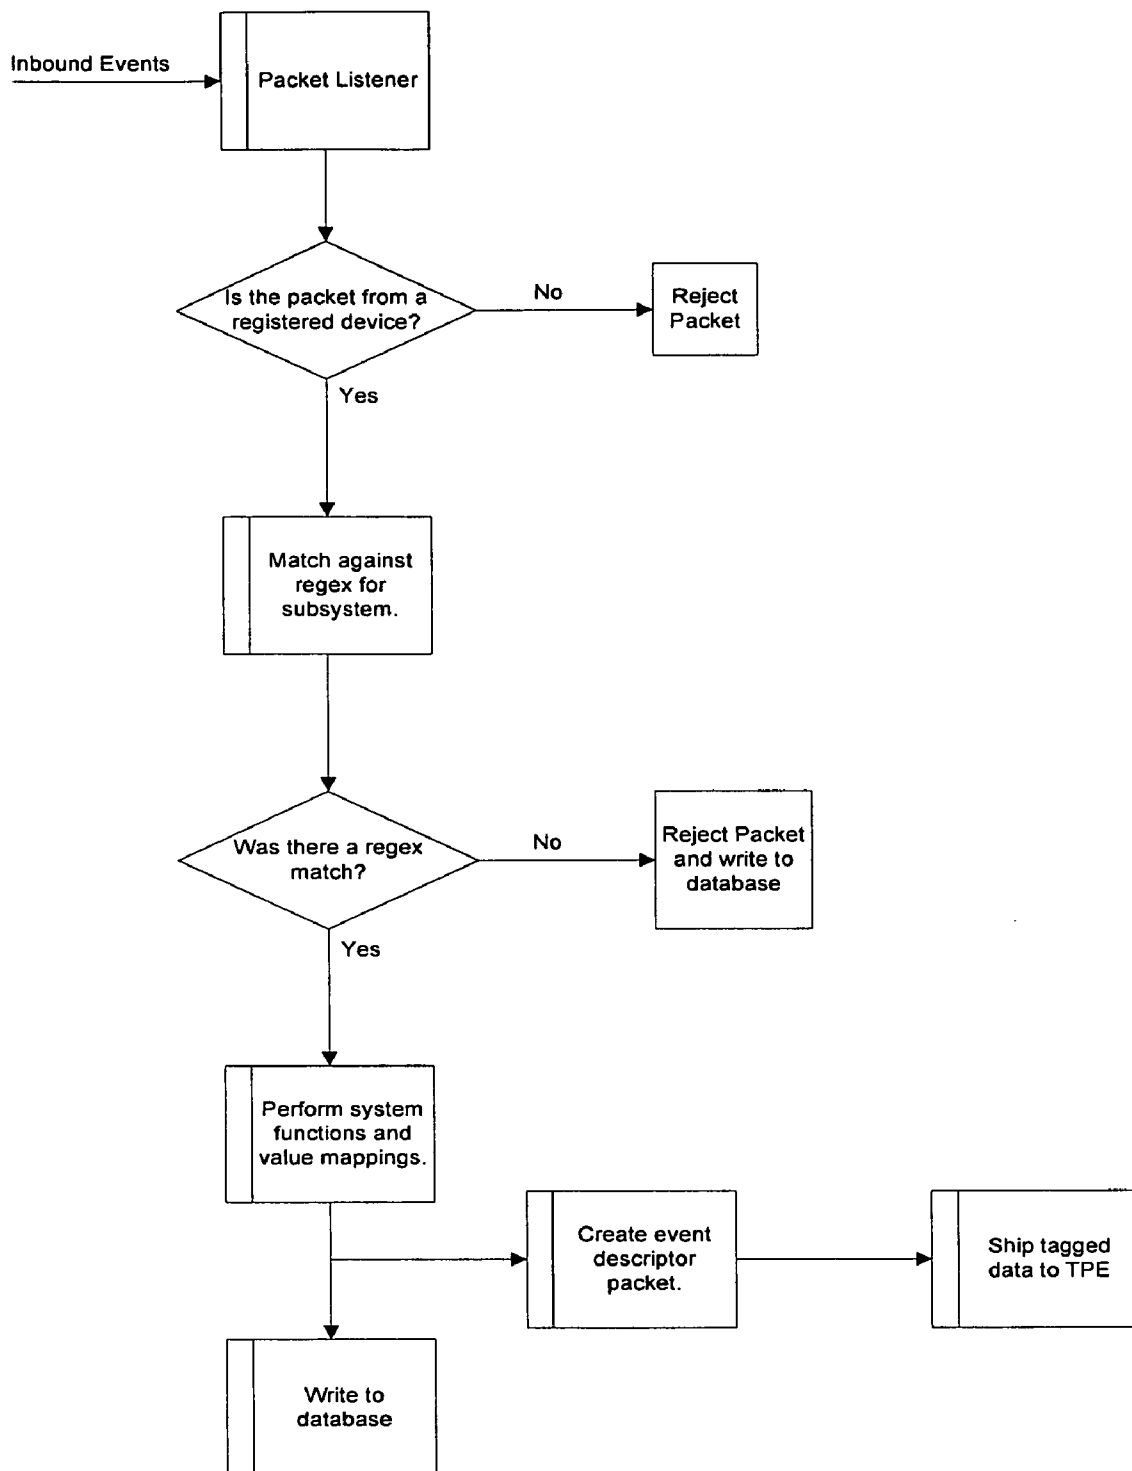 Inbound Events
Packet Listener
Is the packet from a
registered device?
No
Reject
Packet
Yes
Match against
regex for
subsystem.
Was there a regex
match?
No
Reject Packet
and write to
database
Yes
Perform system
functions and
value mappings.
Create event
descriptor
packet.
Ship tagged
data to TPE
Write to
database